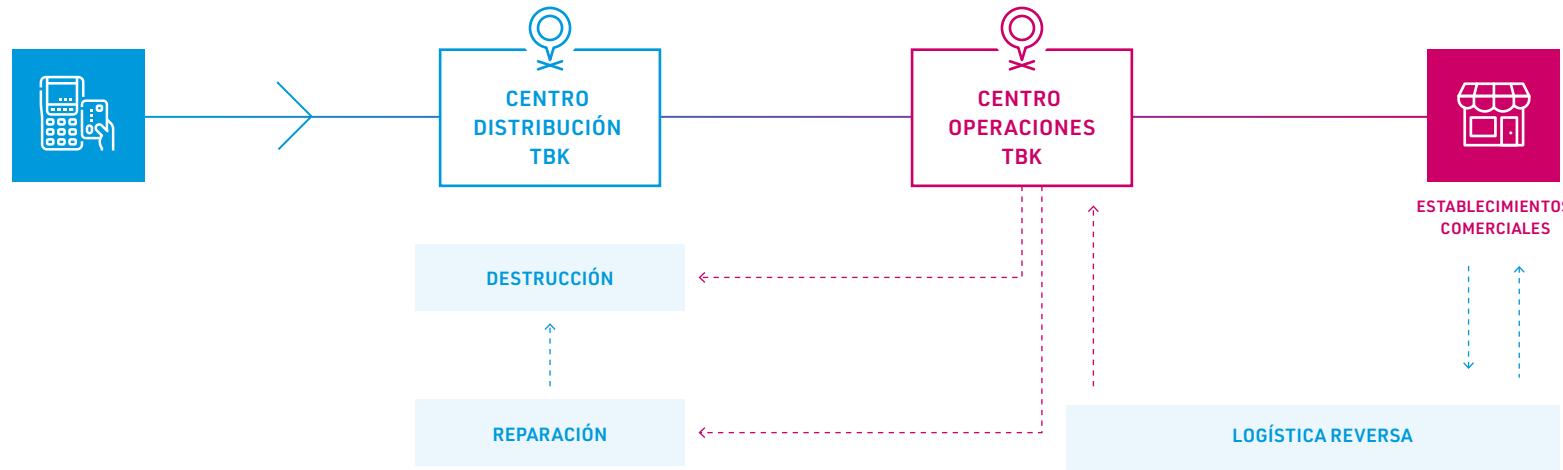 CENTRO
DISTRIBUCIÓN
TBK
CENTRO
OPERACIONES
TBK
ESTABLECIMIENTOS
COMERCIALES
DESTRUCCIÓN
REPARACIÓN
LOGÍSTICA REVERSA